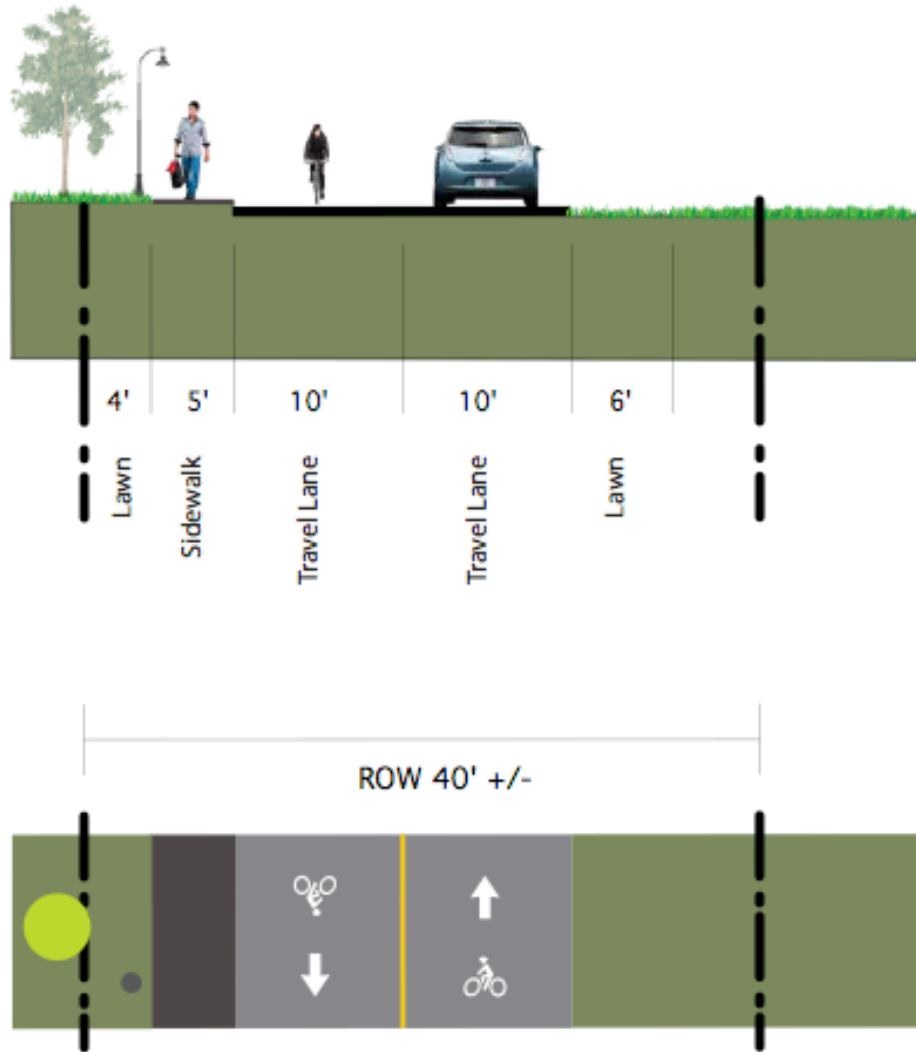 4' 5' 10' 10' 6'
Lawn
Sidewalk
Travel Lane
Travel Lane
Lawn
ROW 40' +/-